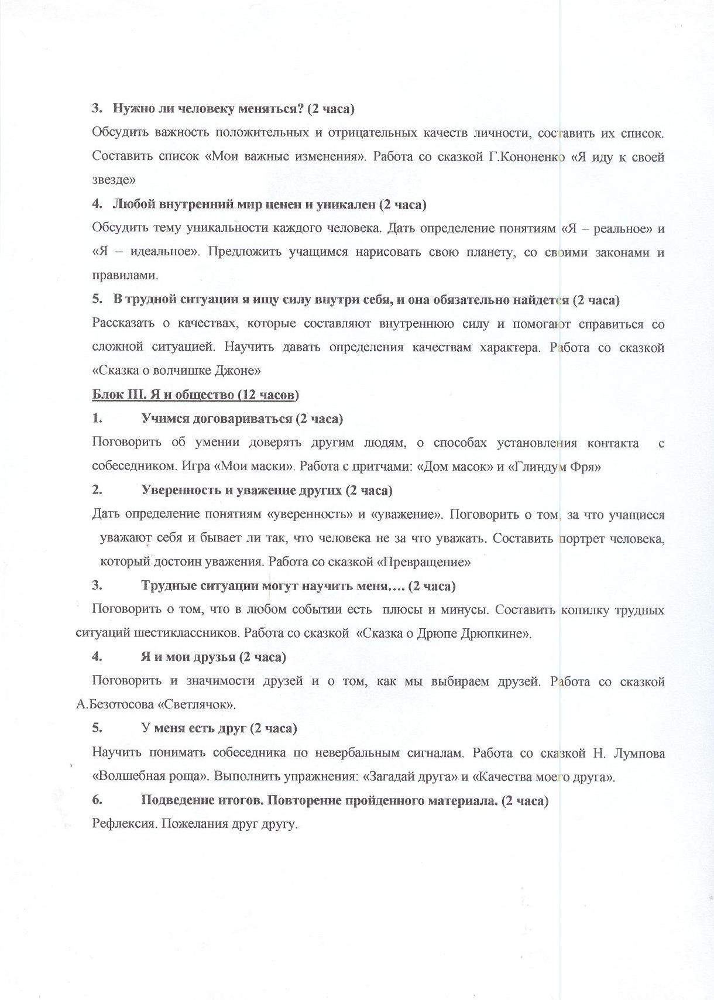 3. Нужно ли человеку меняться? (2 часа)
Обсудить важность положительных и отрицательных качеств личности, составить их список.
Составить список «Мои важные изменения». Работа со сказкой Г.Кононенко «Я иду к своей
звезде»
4. Любой внутренний мир ценен и уникален (2 часа)
Обсудить тему уникальности каждого человека. Дать определение понятиям «Я – реальное» и
«Я – идеальное». Предложить учащимся нарисовать свою планету, со своими законами и
правилами.
5. В трудной ситуации я ищу силу внутри себя, и она обязательно найдется (2 часа)
Рассказать о качествах, которые составляют внутреннюю силу и помогают справиться со
сложной ситуацией. Научить давать определения качествам характера. Работа со сказкой
«Сказка о волчишке Джоне»
Блок III. Я и общество (12 часов)
1. Учимся договариваться (2 часа)
Поговорить об умении доверять другим людям, о способах установления контакта с
собеседником. Игра «Мои маски». Работа с притчами: «Дом масок» и «Глиндум Фря»
2. Уверенность и уважение других (2 часа)
Дать определение понятиям «уверенность» и «уважение». Поговорить о том, за что учащиеся
уважают себя и бывает ли так, что человека не за что уважать. Составить портрет человека,
который достоин уважения. Работа со сказкой «Превращение»
3. Трудные ситуации могут научить меня…. (2 часа)
Поговорить о том, что в любом событии есть плюсы и минусы. Составить копилку трудных
ситуаций шестиклассников. Работа со сказкой «Сказка о Дрюпе Дрюпкине».
4. Я и мои друзья (2 часа)
Поговорить и значимости друзей и о том, как мы выбираем друзей. Работа со сказкой
А.Безотосова «Светлячок».
5. У меня есть друг (2 часа)
Научить понимать собеседника по невербальным сигналам. Работа со сказкой Н. Лумпова
«Волшебная роща». Выполнить упражнения: «Загадай друга» и «Качества моего друга».
6. Подведение итогов. Повторение пройденного материала. (2 часа)
Рефлексия. Пожелания друг другу.